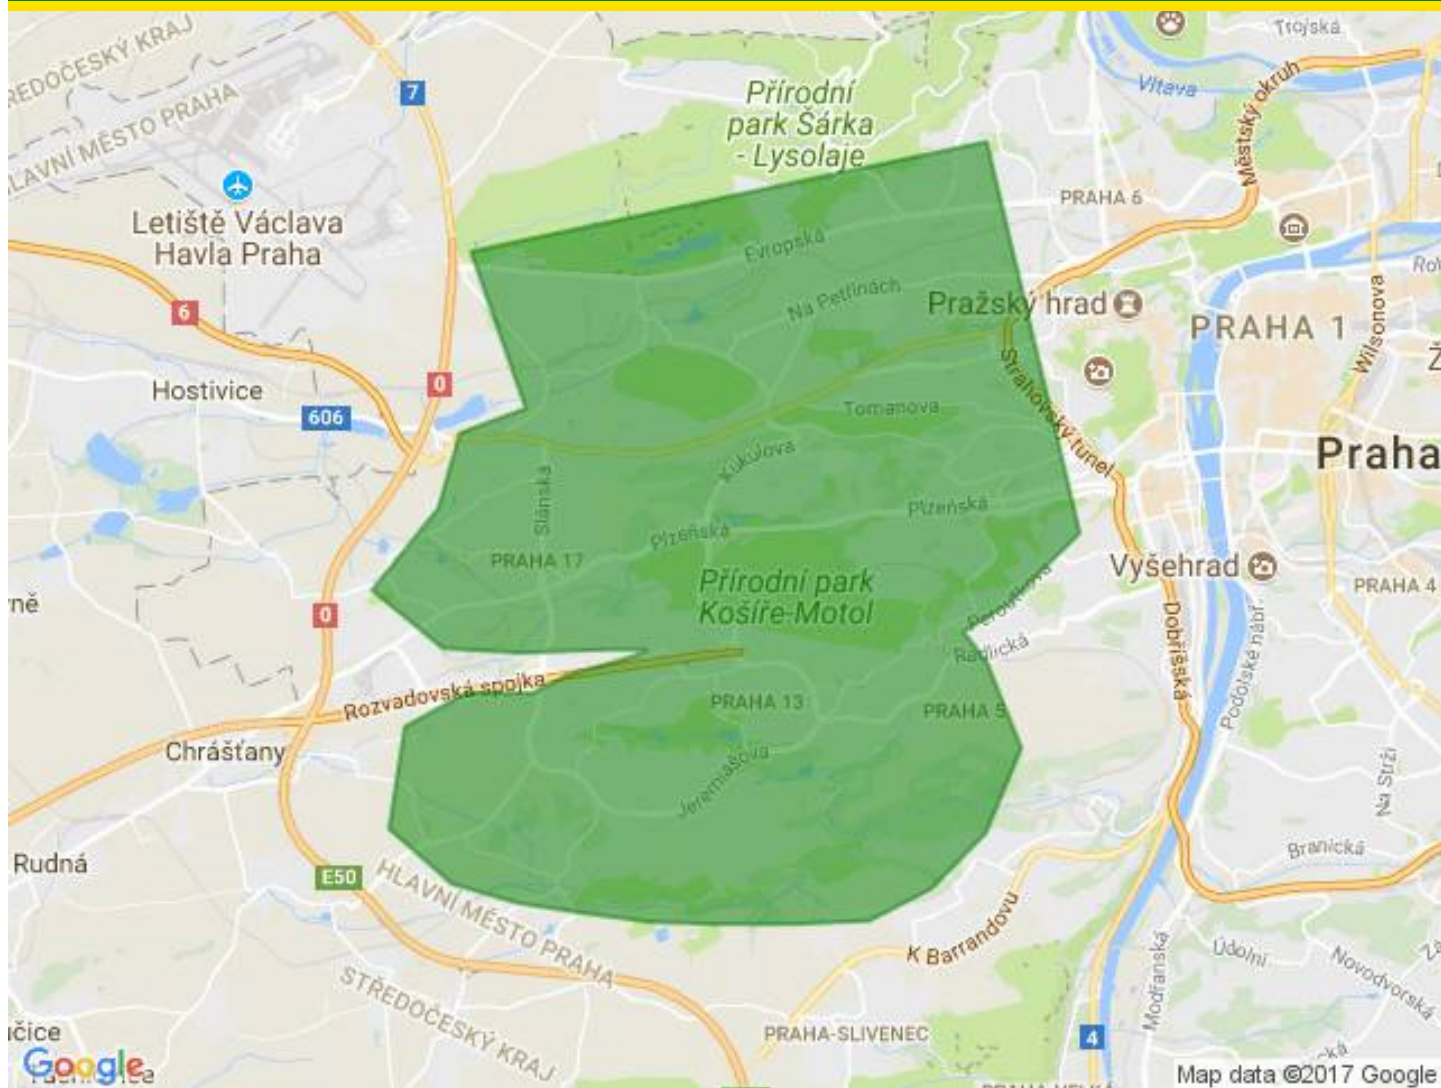 STŘEDOČESKÝ KRAJ
HLAVNÍ MĚSTO PRAHA
7
Trojská
Vltava
Městský okruh
Přírodní
park Šárka
- Lysolaje
Letiště Václava
Havla Praha
PRAHA 6
Evropská
Na Petřinách
Pražský hrad
PRAHA 1
Wilsonova
6
0
Hostivice
606
Strahovský tunel
Tomanova
Praha
Kukulova
Slánská
Plzeňská
Plzeňská
PRAHA 17
Přírodní park
Košíře-Motol
Vyšehrad
PRAHA 4
0
Peroutkova
Radlická
Dobříšská
Podolské nábř.
Rozvadovská spojka
PRAHA 13
PRAHA 5
Chrášťany
Jeremiášova
Na Strži
Rudná
E50
HLAVNÍ MĚSTO PRAHA
Branická
K Barrandovu
STŘEDOČESKÝ KRAJ
Modřanská
Údolní
Novodvorská
PRAHA-SLIVENEC
4
Google
Map data ©2017 Google